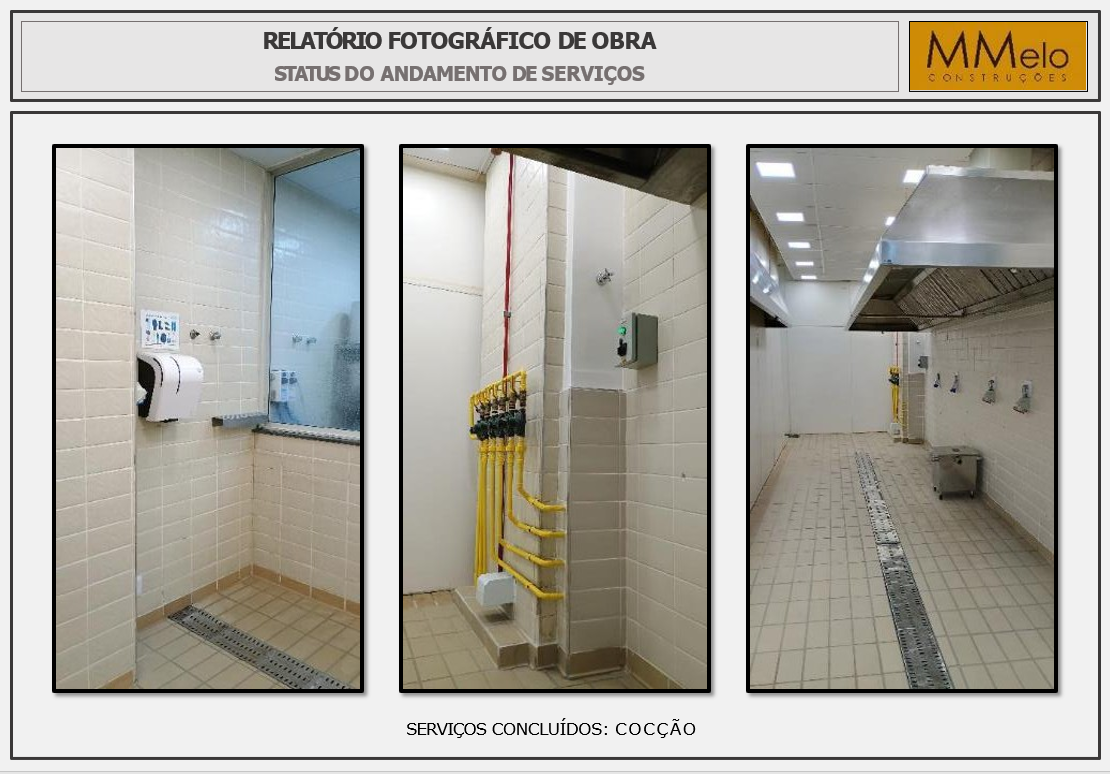 RELATÓRIO FOTOGRÁFICO DE OBRA
STATUS DO ANDAMENTO DE SERVIÇOS
MMelo
CONSTRUÇÕES
SERVIÇOS CONCLUÍDOS: COCÇÃO